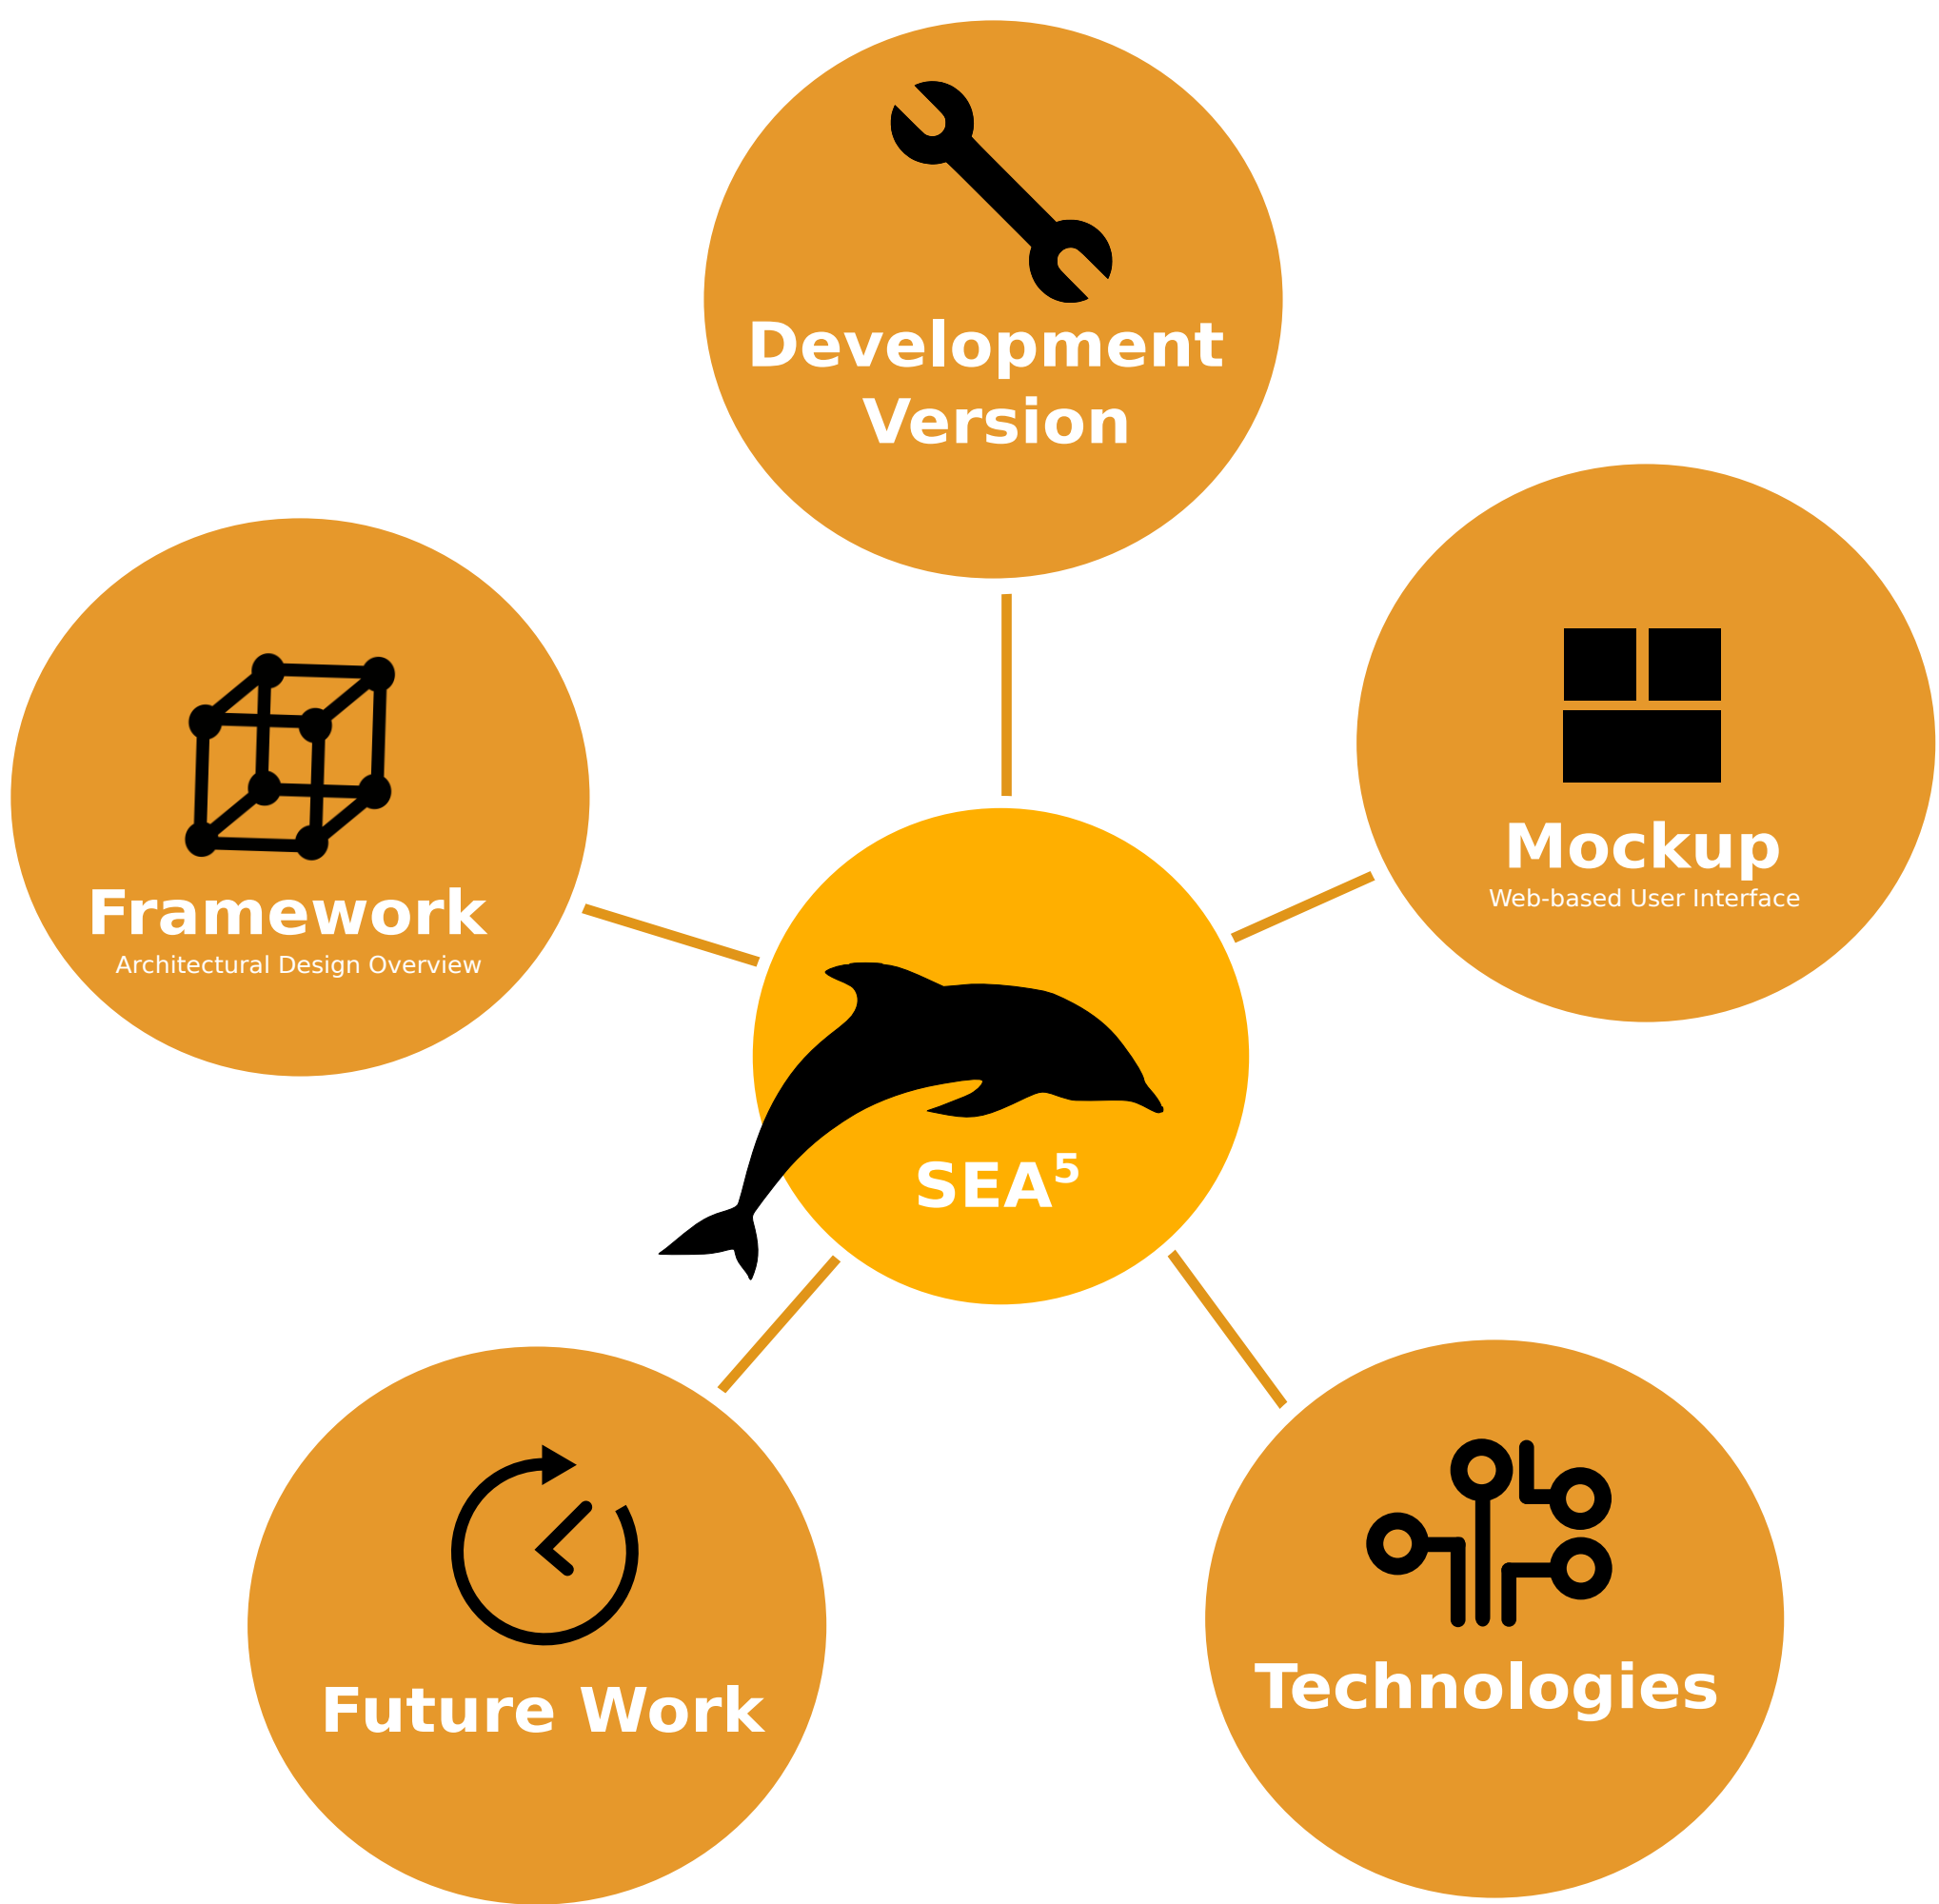 Development
Version
Mockup
Web-based User Interface
Framework
Architectural Design Overview
SEA⁵
Future Work
Technologies